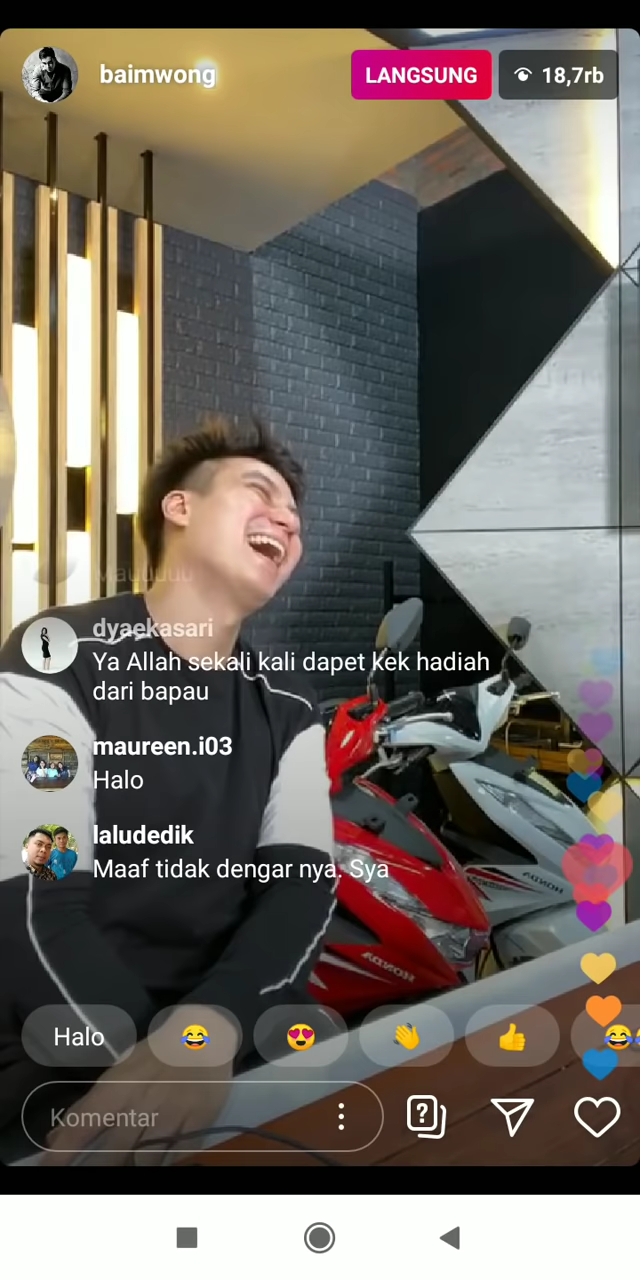 baimwong
LANGSUNG
18,7rb
Mauuuuu
dyaekasari
Ya Allah sekali kali dapet kek hadiah
dari bapau
maureen.i03
Halo
laludedik
Maaf tidak dengar nya. Sya
HONDA
HONDA
Halo
Komentar